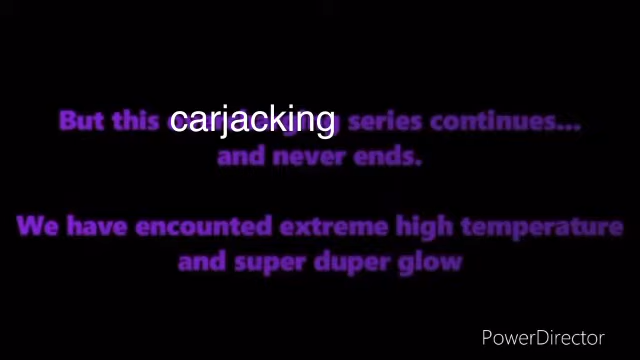 But this carjacking series continues...
and never ends.
We have encounted extreme high temperature
and super duper glow
PowerDirector